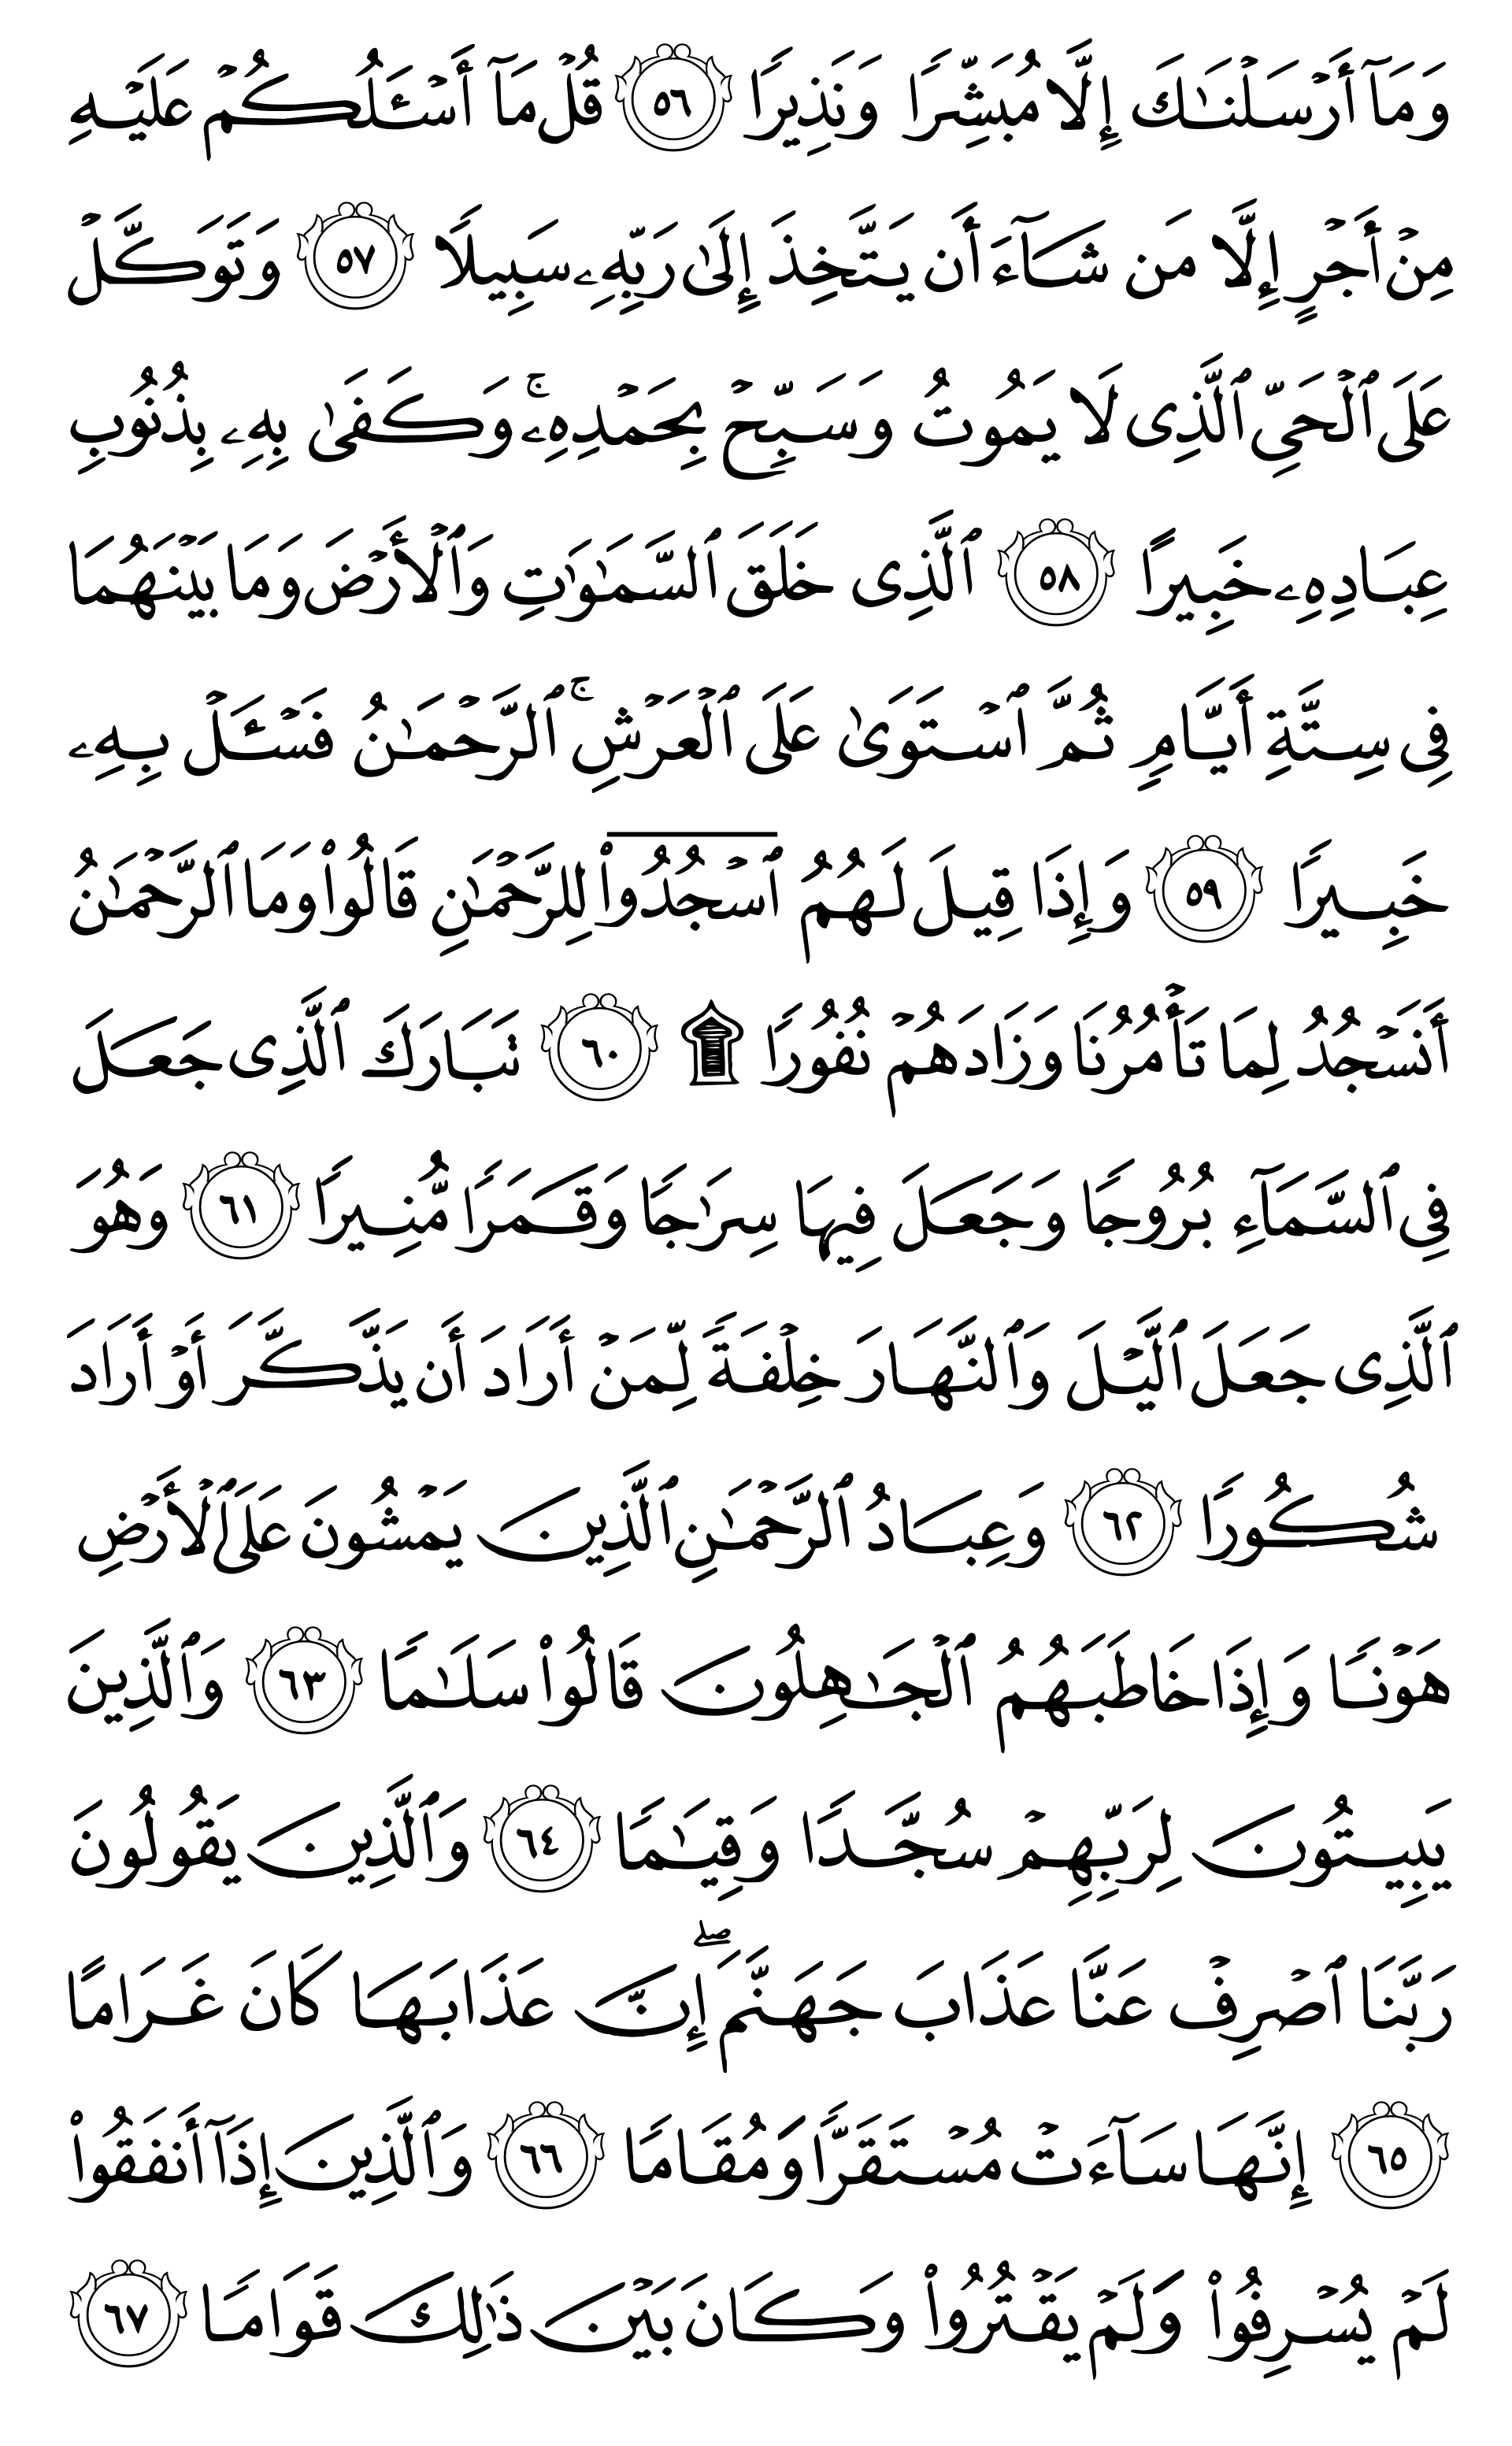 وَمَآ أَرۡسَلۡنَٰكَ إِلَّا مُبَشِّرًا وَنَذِيرًا ٥٦ قُلۡ مَآ أَسۡـَٔلُكُمۡ عَلَيۡهِ
مِنۡ أَجۡرٍ إِلَّا مَن شَآءَ أَن يَتَّخِذَ إِلَىٰ رَبِّهِۦ سَبِيلًا ٥٧ وَتَوَكَّلۡ
عَلَى ٱلۡحَيِّ ٱلَّذِي لَا يَمُوتُ وَسَبِّحۡ بِحَمۡدِهِۦۚ وَكَفَىٰ بِهِۦ بِذُنُوبِ
عِبَادِهِۦ خَبِيرًا ٥٨ ٱلَّذِي خَلَقَ ٱلسَّمَٰوَٰتِ وَٱلۡأَرۡضَ وَمَا بَيۡنَهُمَا
فِي سِتَّةِ أَيَّامٍ ثُمَّ ٱسۡتَوَىٰ عَلَى ٱلۡعَرۡشِۚ ٱلرَّحۡمَٰنُ فَسۡـَٔلۡ بِهِۦ
خَبِيرًا ٥٩ وَإِذَا قِيلَ لَهُمُ ٱسۡجُدُواْ لِلرَّحۡمَٰنِ قَالُواْ وَمَا ٱلرَّحۡمَٰنُ
أَنَسۡجُدُ لِمَا تَأۡمُرُنَا وَزَادَهُمۡ نُفُورًا ۩ ٦٠ تَبَارَكَ ٱلَّذِي جَعَلَ
فِي ٱلسَّمَآءِ بُرُوجًا وَجَعَلَ فِيهَا سِرَٰجًا وَقَمَرًا مُّنِيرًا ٦١ وَهُوَ
ٱلَّذِي جَعَلَ ٱلَّيۡلَ وَٱلنَّهَارَ خِلۡفَةً لِّمَنۡ أَرَادَ أَن يَذَّكَّرَ أَوۡ أَرَادَ
شُكُورًا ٦٢ وَعِبَادُ ٱلرَّحۡمَٰنِ ٱلَّذِينَ يَمۡشُونَ عَلَى ٱلۡأَرۡضِ
هَوۡنًا وَإِذَا خَاطَبَهُمُ ٱلۡجَٰهِلُونَ قَالُواْ سَلَٰمًا ٦٣ وَٱلَّذِينَ
يَبِيتُونَ لِرَبِّهِمۡ سُجَّدًا وَقِيَٰمًا ٦٤ وَٱلَّذِينَ يَقُولُونَ
رَبَّنَا ٱصۡرِفۡ عَنَّا عَذَابَ جَهَنَّمَۖ إِنَّ عَذَابَهَا كَانَ غَرَامًا
٦٥ إِنَّهَا سَآءَتۡ مُسۡتَقَرًّا وَمُقَامًا ٦٦ وَٱلَّذِينَ إِذَآ أَنفَقُواْ
لَمۡ يُسۡرِفُواْ وَلَمۡ يَقۡتُرُواْ وَكَانَ بَيۡنَ ذَٰلِكَ قَوَامًا ٦٧